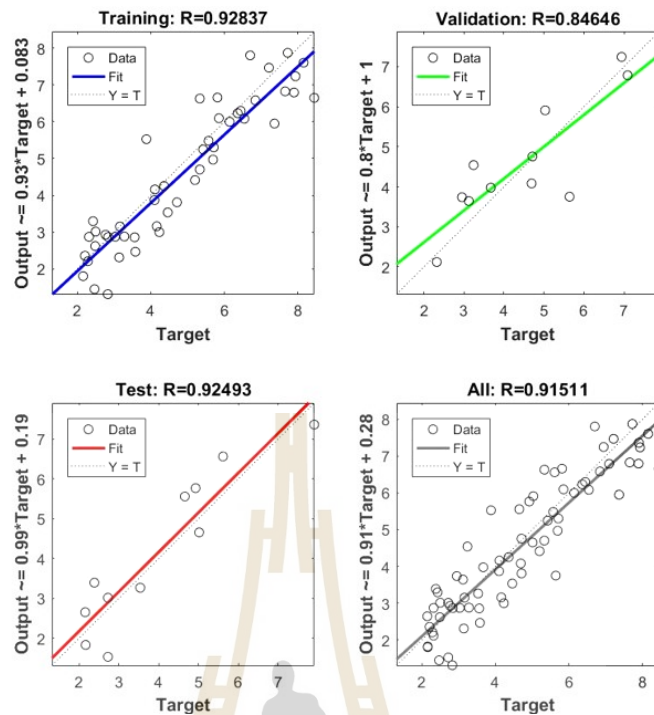 Training: R=0.92837
Output ~= 0.93*Target + 0.083
8
7
6
5
4
3
2
Data
Fit
Y = T
2
4
6
8
Target
Validation: R=0.84646
Output ~= 0.8*Target + 1
7
6
5
4
3
2
Data
Fit
Y = T
2
3
4
5
6
7
Target
Test: R=0.92493
Output ~= 0.99*Target + 0.19
7
6
5
4
3
2
Data
Fit
Y = T
2
3
4
5
6
7
Target
All: R=0.91511
Output ~= 0.91*Target + 0.28
8
7
6
5
4
3
2
Data
Fit
Y = T
2
4
6
8
Target